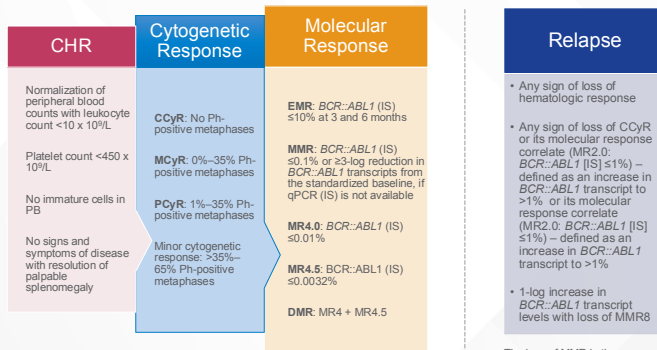 CHR
Normalization of
peripheral blood
counts with leukocyte
count <10 x 10⁹/L
Platelet count <450 x
10⁹/L
No immature cells in
PB
No signs and
symptoms of disease
with resolution of
palpable
splenomegaly
Cytogenetic
Response
CCyR: No Ph-
positive metaphases
MCyR: 0%–35% Ph-
positive metaphases
PCyR: 1%–35% Ph-
positive metaphases
Minor cytogenetic
response: >35%–
65% Ph-positive
metaphases
Molecular
Response
EMR: BCR::ABL1 (IS)
≤10% at 3 and 6 months
MMR: BCR::ABL1 (IS)
≤0.1% or ≥3-log reduction in
BCR::ABL1 transcripts from
the standardized baseline, if
qPCR (IS) is not available
MR4.0: BCR::ABL1 (IS)
≤0.01%
MR4.5: BCR::ABL1 (IS)
≤0.0032%
DMR: MR4 + MR4.5
Relapse
• Any sign of loss of
hematologic response
• Any sign of loss of CCyR
or its molecular response
correlate (MR2.0:
BCR::ABL1 [IS] ≤1%) –
defined as an increase in
BCR::ABL1 transcript to
>1% or its molecular
response correlate
(MR2.0: BCR::ABL1 [IS]
≤1%) – defined as an
increase in BCR::ABL1
transcript to >1%
• 1-log increase in
BCR::ABL1 transcript
levels with loss of MMR8